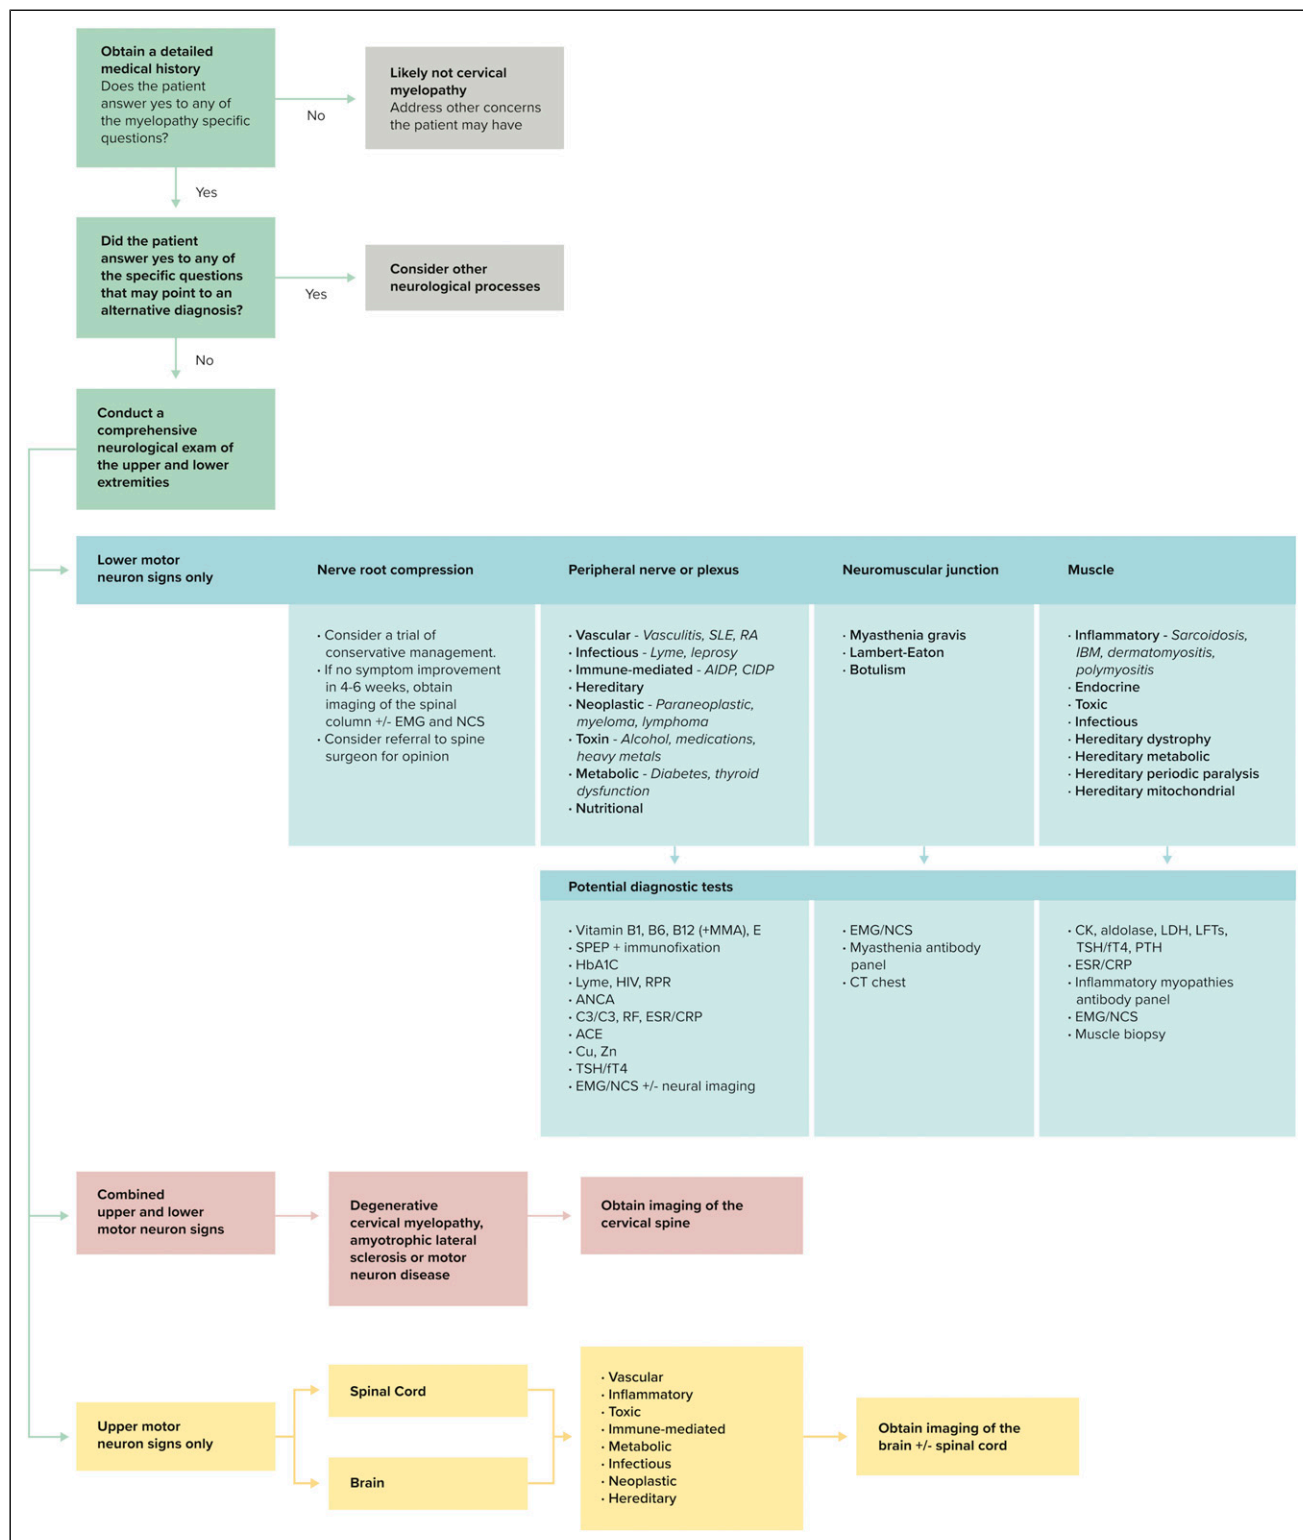 Obtain a detailed
medical history
Does the patient
answer yes to any of
the myelopathy specific
questions?
No
Likely not cervical
myelopathy
Address other concerns
the patient may have
Yes
Did the patient
answer yes to any of
the specific questions
that may point to an
alternative diagnosis?
Yes
Consider other
neurological processes
No
Conduct a
comprehensive
neurological exam of
the upper and lower
extremities
Lower motor
neuron signs only
Nerve root compression
Peripheral nerve or plexus
Neuromuscular junction
Muscle
· Consider a trial of
conservative management.
· If no symptom improvement
in 4-6 weeks, obtain
imaging of the spinal
column +/- EMG and NCS
· Consider referral to spine
surgeon for opinion
· Vascular - Vasculitis, SLE, RA
· Infectious - Lyme, leprosy
· Immune-mediated - AIDP, CIDP
· Hereditary
· Neoplastic - Paraneoplastic,
myeloma, lymphoma
· Toxin - Alcohol, medications,
heavy metals
· Metabolic - Diabetes, thyroid
dysfunction
· Nutritional
· Myasthenia gravis
· Lambert-Eaton
· Botulism
· Inflammatory - Sarcoidosis,
IBM, dermatomyositis,
polymyositis
· Endocrine
· Toxic
· Infectious
· Hereditary dystrophy
· Hereditary metabolic
· Hereditary periodic paralysis
· Hereditary mitochondrial
Potential diagnostic tests
· Vitamin B1, B6, B12 (+MMA), E
· SPEP + immunofixation
· HbA1C
· Lyme, HIV, RPR
· ANCA
· C3/C3, RF, ESR/CRP
· ACE
· Cu, Zn
· TSH/fT4
· EMG/NCS +/- neural imaging
· EMG/NCS
· Myasthenia antibody
panel
· CT chest
· CK, aldolase, LDH, LFTs,
TSH/fT4, PTH
· ESR/CRP
· Inflammatory myopathies
antibody panel
· EMG/NCS
· Muscle biopsy
Combined
upper and lower
motor neuron signs
Degenerative
cervical myelopathy,
amyotrophic lateral
sclerosis or motor
neuron disease
Obtain imaging of the
cervical spine
Upper motor
neuron signs only
Spinal Cord
Brain
· Vascular
· Inflammatory
· Toxic
· Immune-mediated
· Metabolic
· Infectious
· Neoplastic
· Hereditary
Obtain imaging of the
brain +/- spinal cord